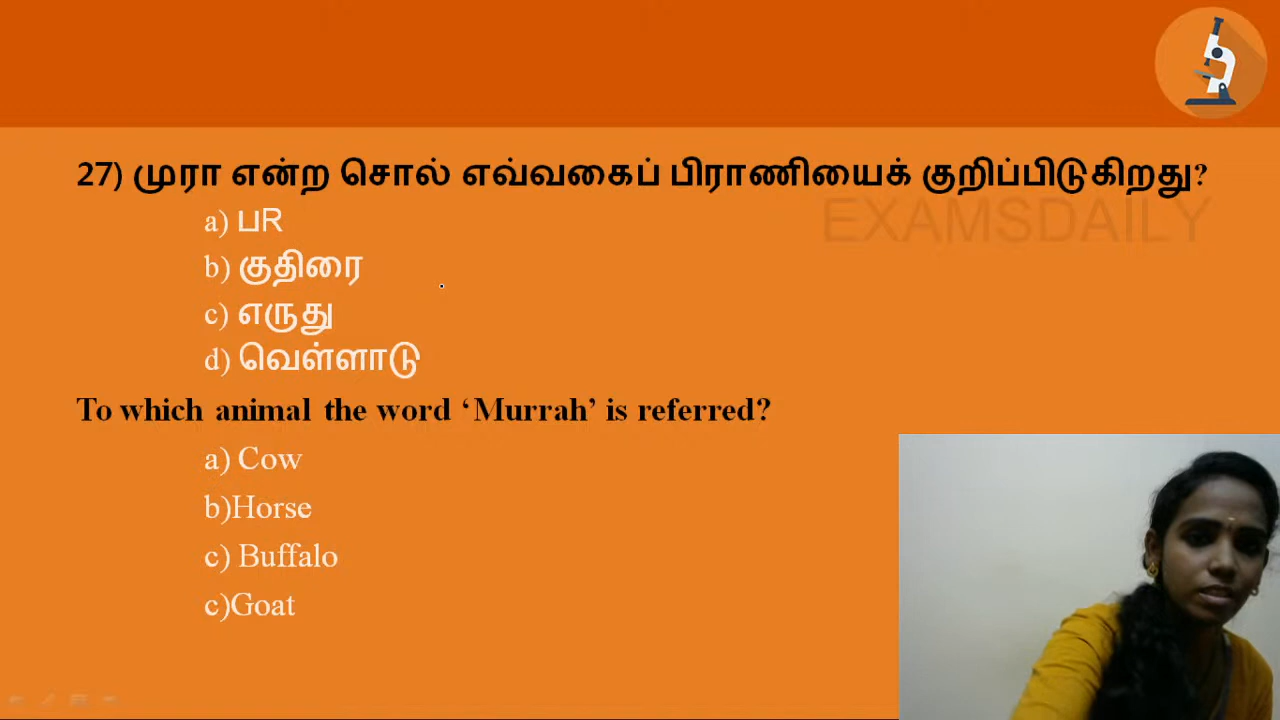 27) முரா என்ற சொல் எவ்வகைப் பிராணியைக் குறிப்பிடுகிறது?
EXAMSDAILY
a) பR
b) குதிரை
c) எருது
d) வெள்ளாடு
To which animal the word ‘Murrah’ is referred?
a) Cow
b)Horse
c) Buffalo
c)Goat